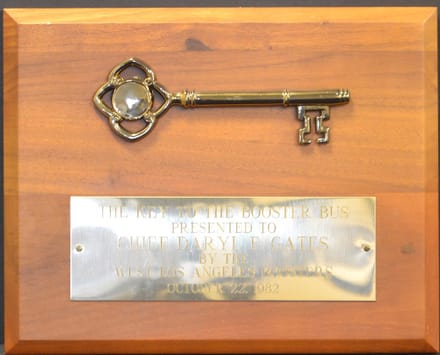 THE KEY TO THE BOOSTER BUS
PRESENTED TO
CHIEF DARYL F. GATES
BY THE
WEST LOS ANGELES BOOSTERS
OCTOBER 22, 1982